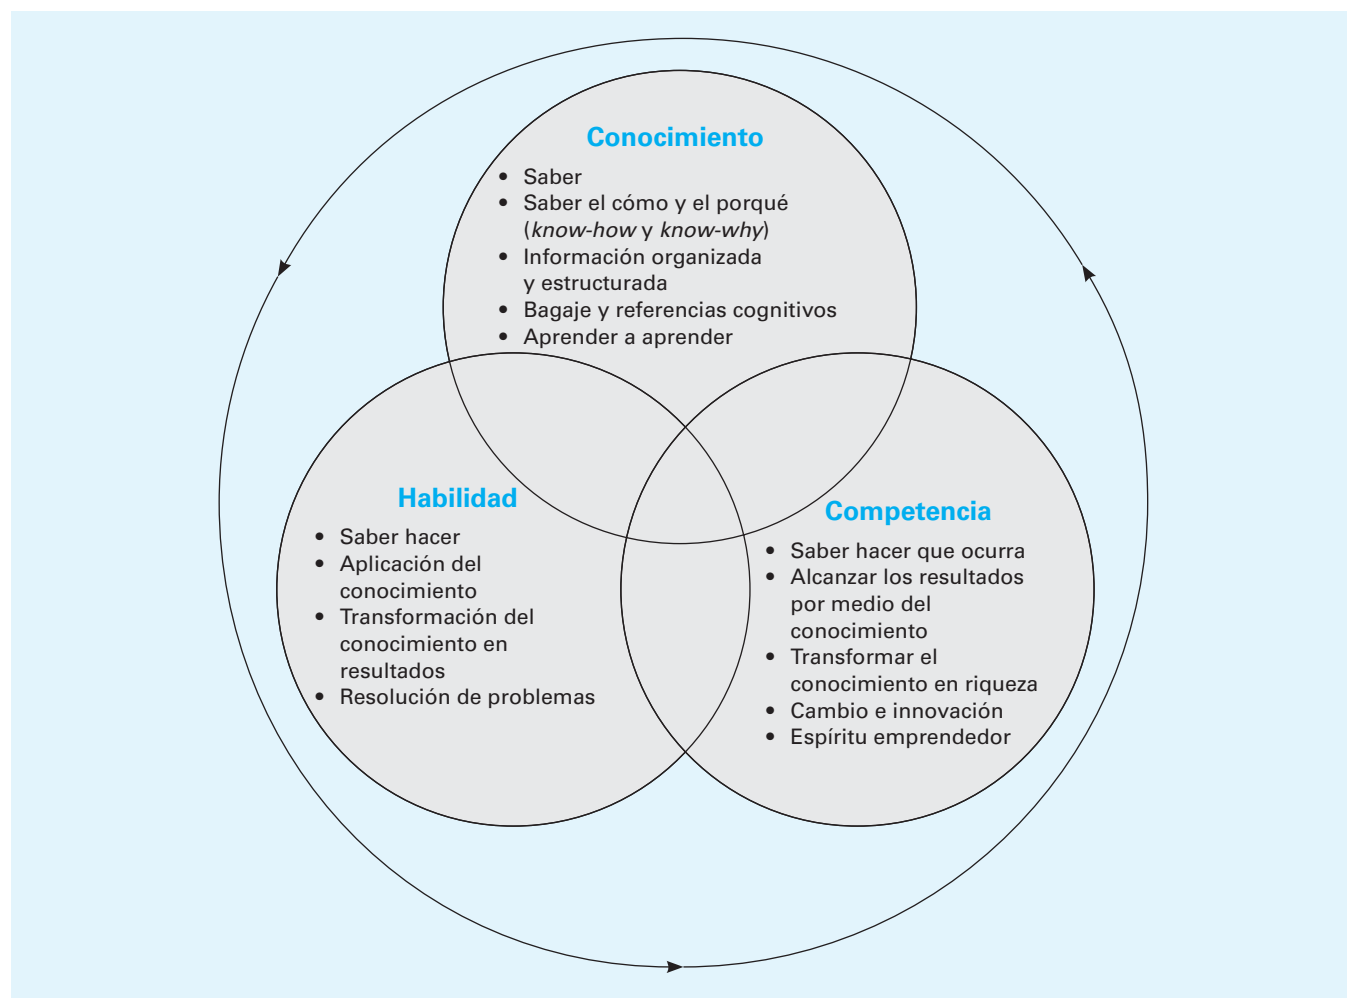 Conocimiento
• Saber
• Saber el cómo y el porqué
(know-how y know-why)
• Información organizada
y estructurada
• Bagaje y referencias cognitivos
• Aprender a aprender
Habilidad
• Saber hacer
• Aplicación del
conocimiento
• Transformación del
conocimiento en
resultados
• Resolución de problemas
Competencia
• Saber hacer que ocurra
• Alcanzar los resultados
por medio del
conocimiento
• Transformar el
conocimiento en riqueza
• Cambio e innovación
• Espíritu emprendedor